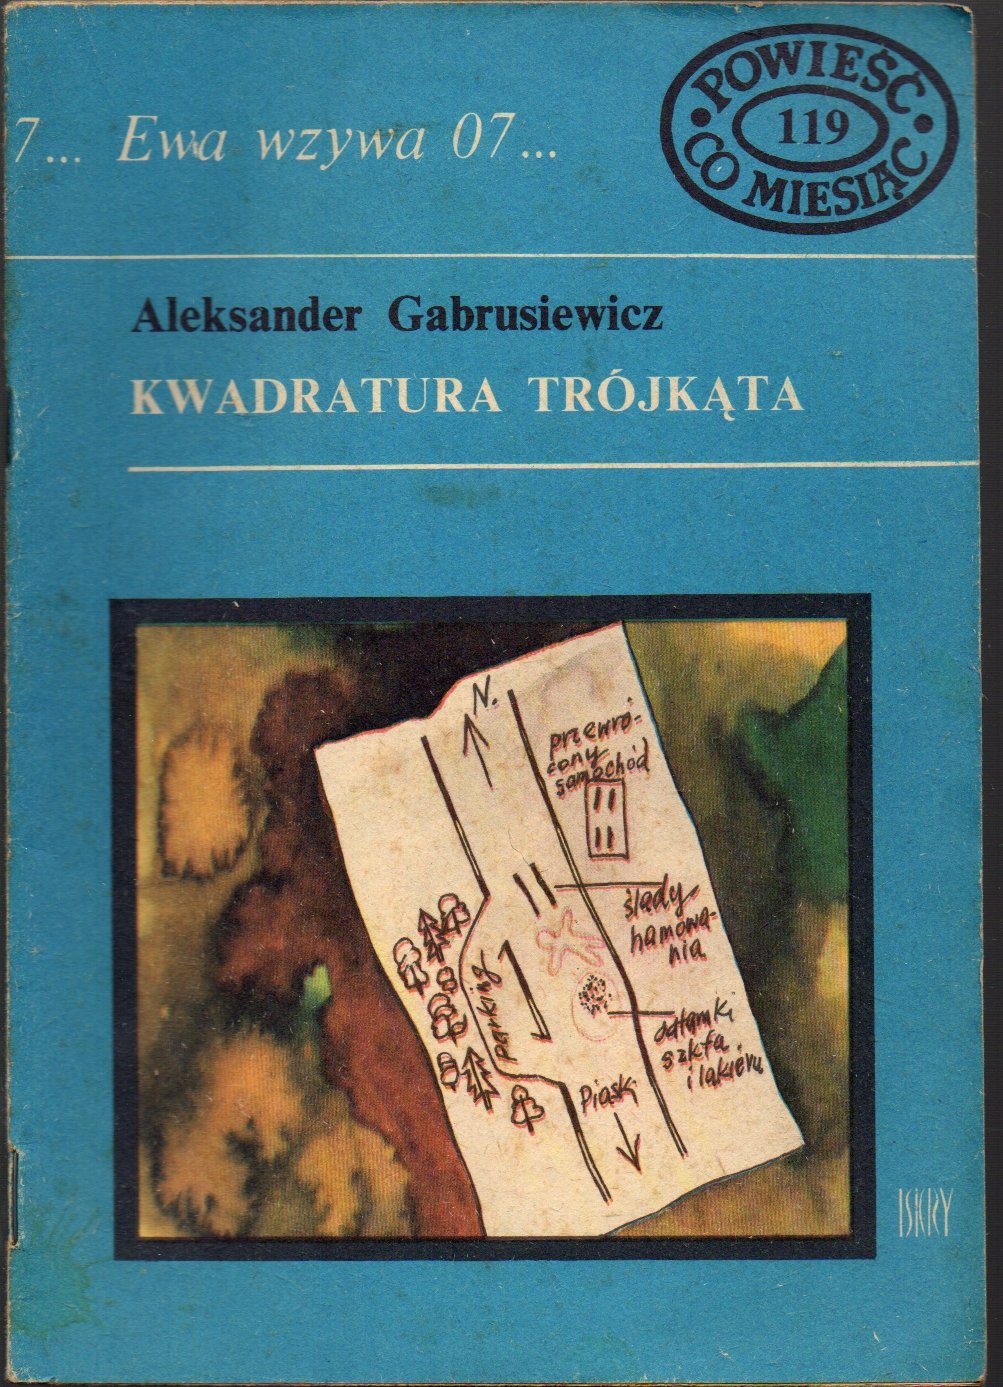 7... Ewa wzywa 07...
POWIEŚĆ
119
CO MIESIĄC
Aleksander Gabrusiewicz
KWADRATURA TRÓJKĄTA
N.
przewró-
cony
samochód
ślady
hamowa-
nia
parking
odłamki
szkła
i lakieru
Piaski
ISKRY